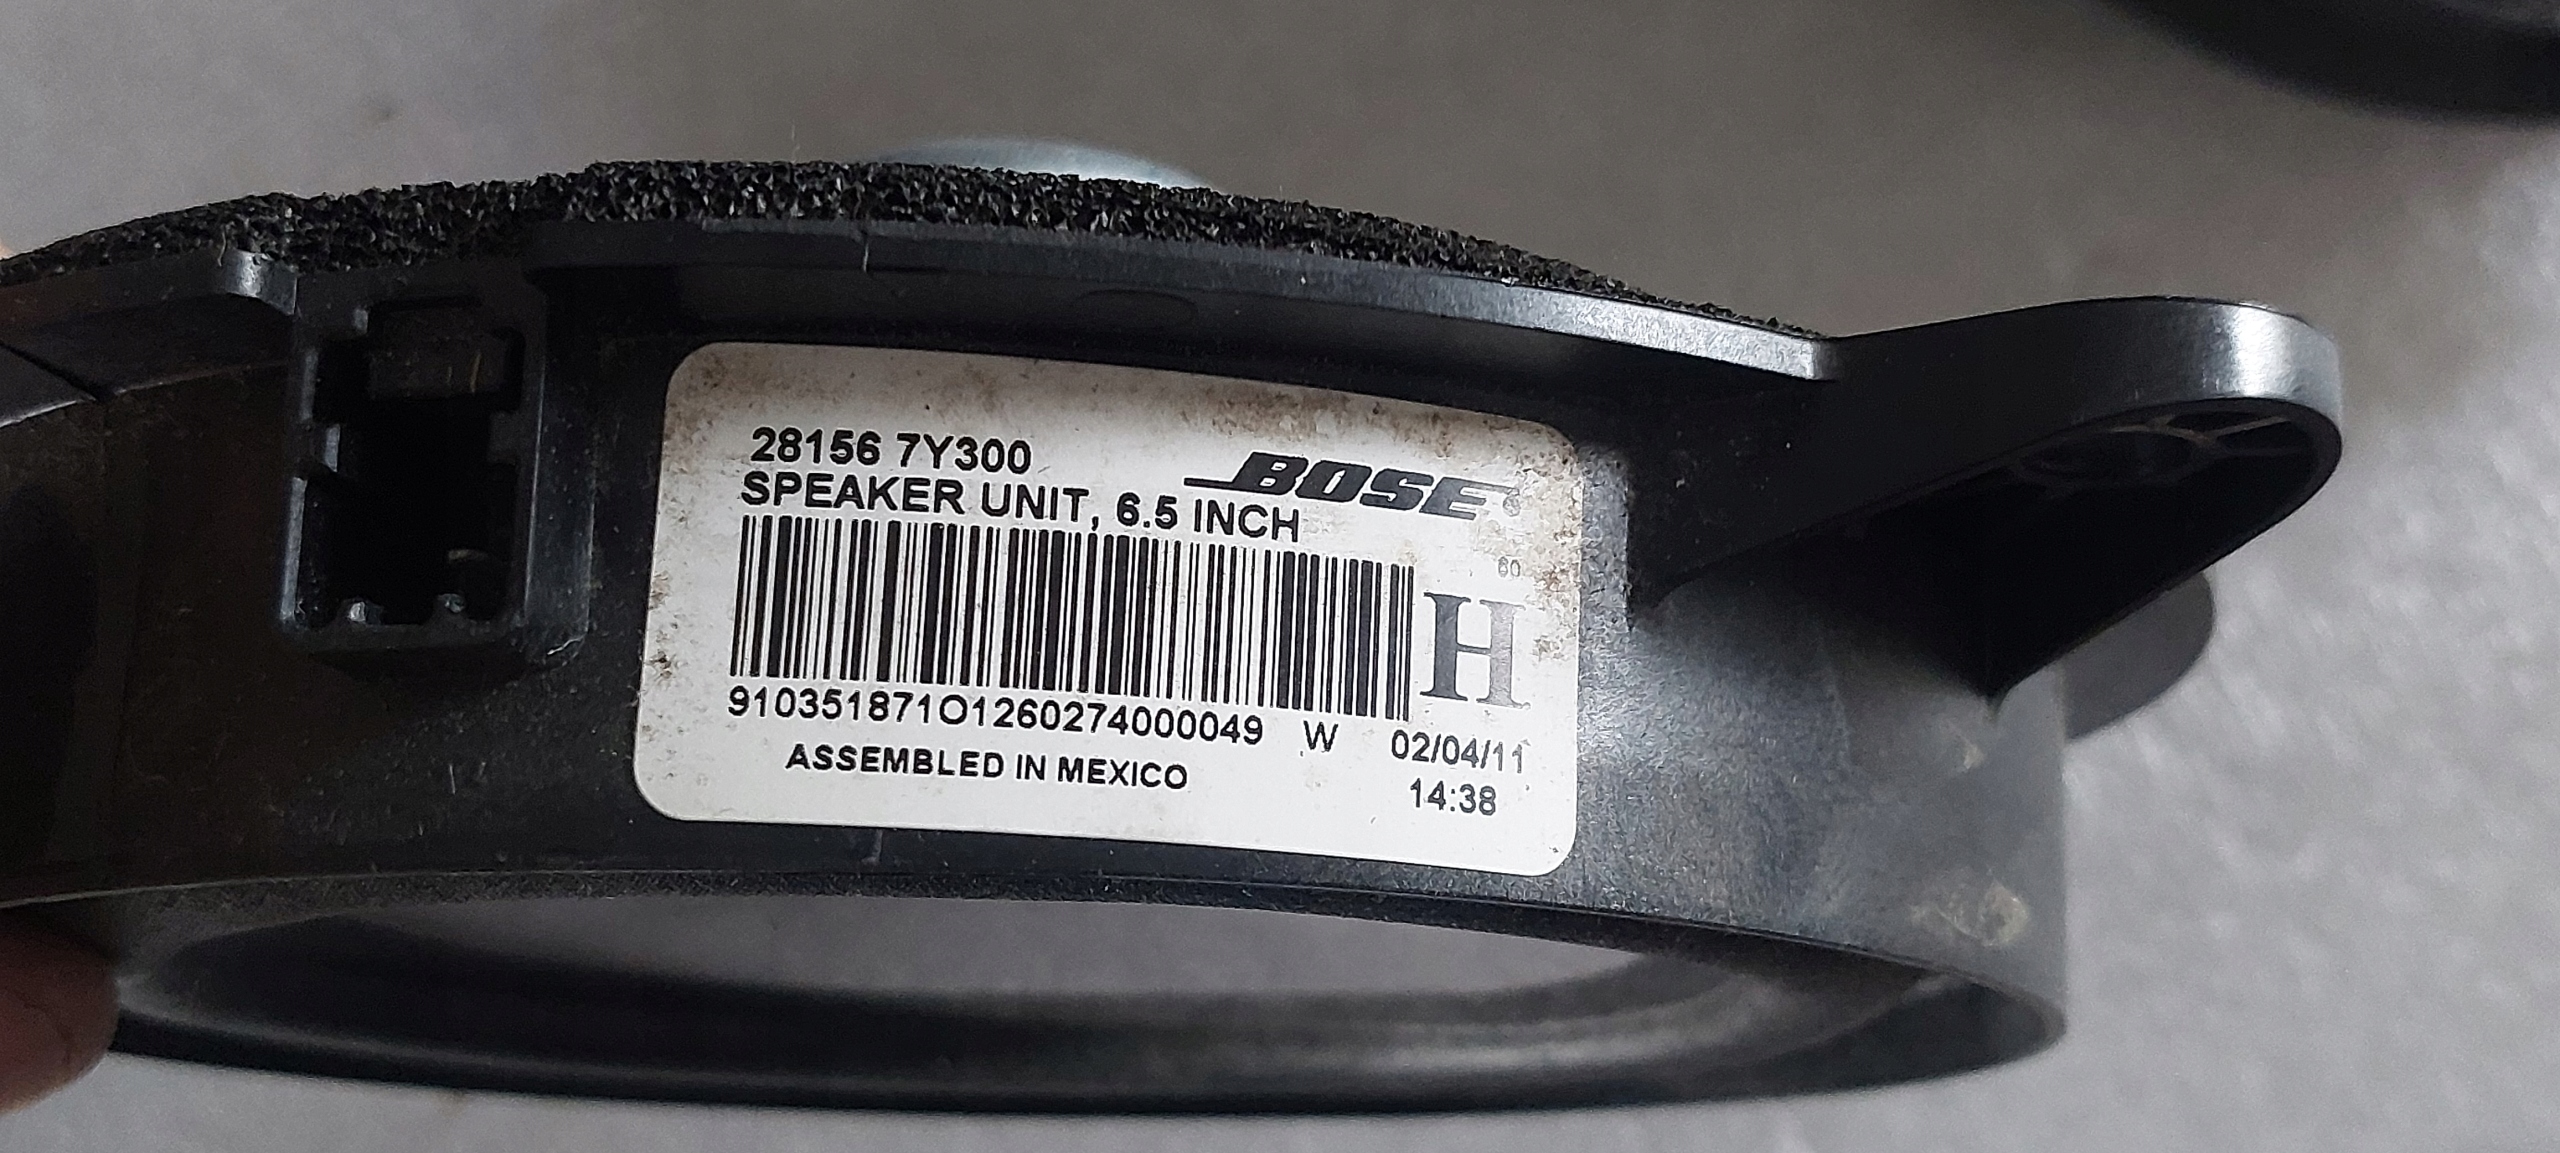 28156 7Y300
BOSE®
SPEAKER UNIT, 6.5 INCH
60
H
910351871O1260274000049 W 02/04/11
ASSEMBLED IN MEXICO
14:38